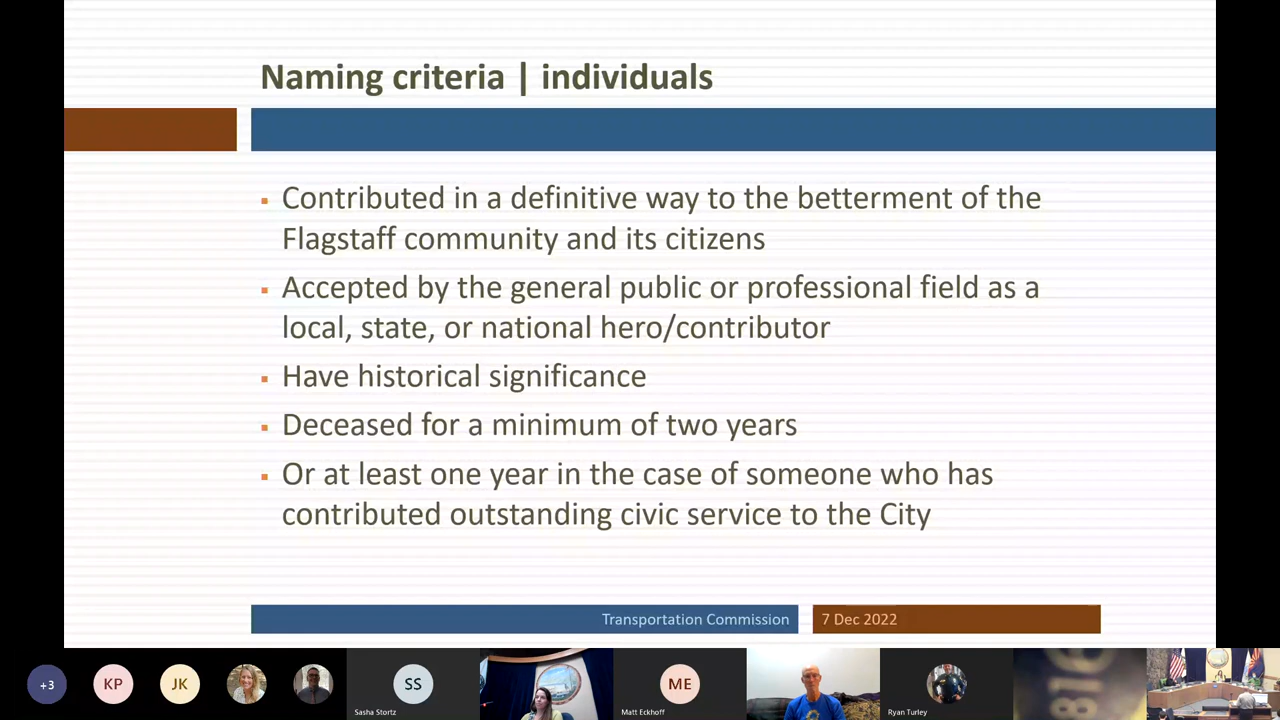 Naming criteria | individuals
Contributed in a definitive way to the betterment of the
Flagstaff community and its citizens
Accepted by the general public or professional field as a
local, state, or national hero/contributor
Have historical significance
Deceased for a minimum of two years
Or at least one year in the case of someone who has
contributed outstanding civic service to the City
Transportation Commission
7 Dec 2022
+3
KP
JK
SS
Sasha Stortz
ME
Matt Eckhoff
Ryan Turley